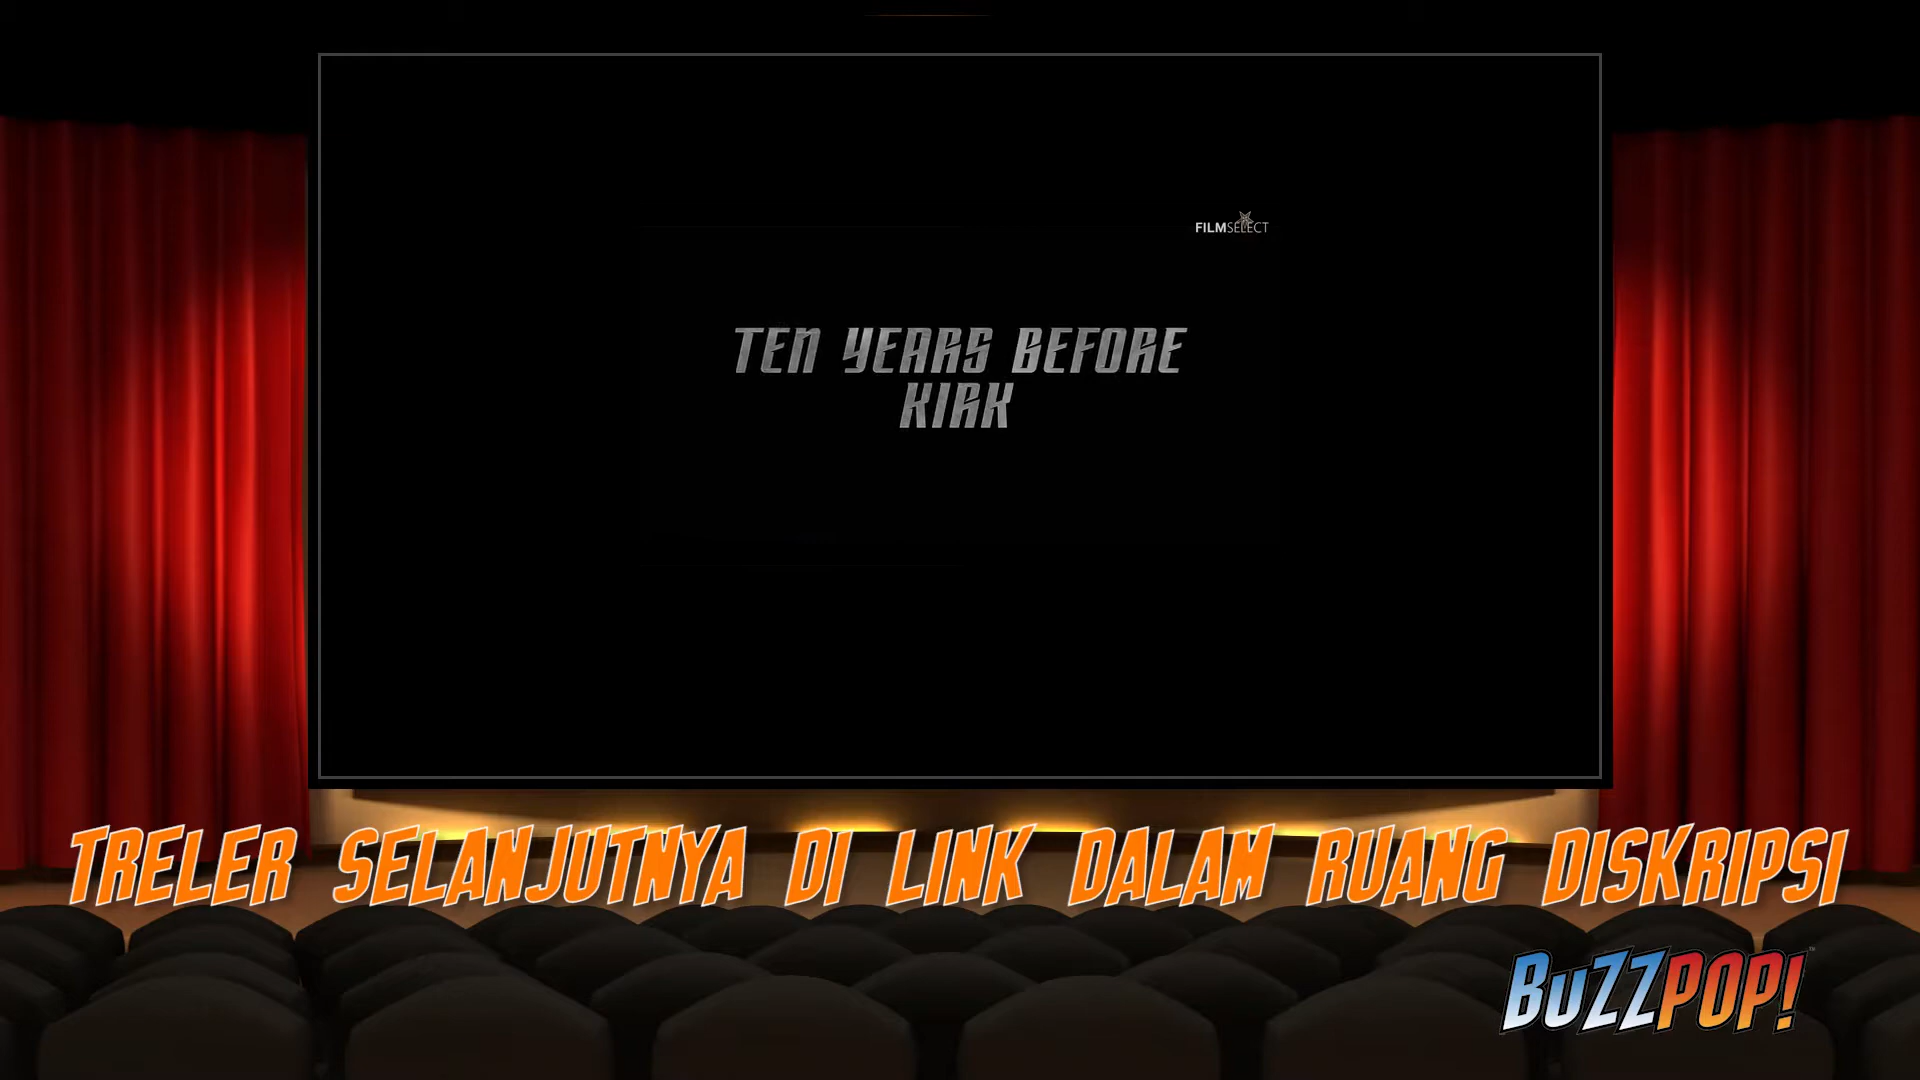 FILMSELECT
TEN YEARS BEFORE
KIRK
TRELER SELANJUTNYA DI LINK DALAM RUANG DISKRIPSI
BUZZPOP!